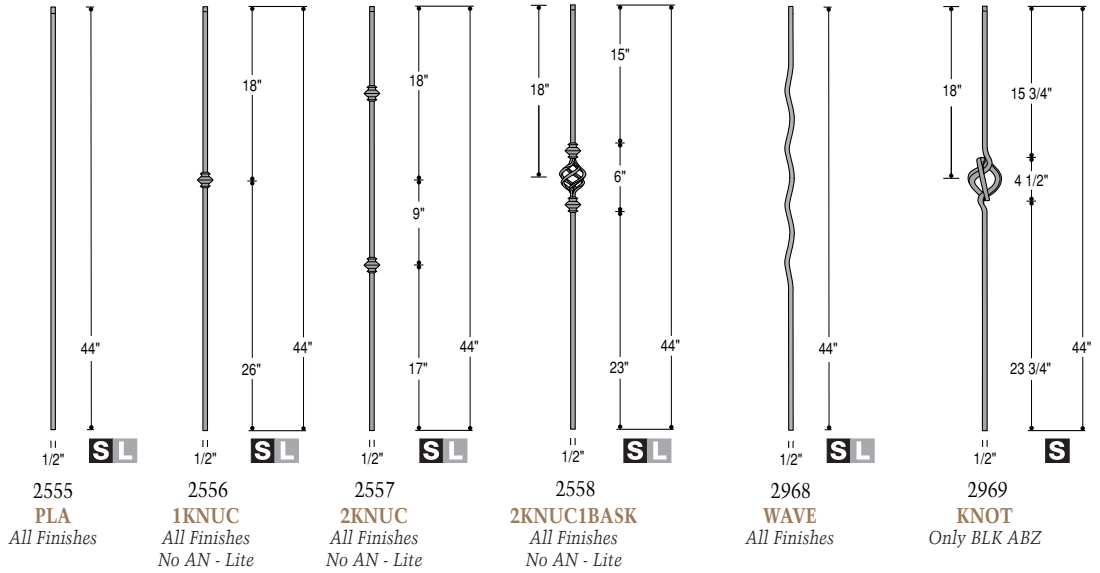 44"
S L
1/2"
2555
PLA
All Finishes
18"
26"
44"
S L
1/2"
2556
1KNUC
All Finishes
No AN - Lite
18"
9"
17"
44"
S L
1/2"
2557
2KNUC
All Finishes
No AN - Lite
18"
15"
6"
23"
44"
S L
1/2"
2558
2KNUC1BASK
All Finishes
No AN - Lite
44"
S L
1/2"
2968
WAVE
All Finishes
18"
15 3/4"
4 1/2"
23 3/4"
44"
S
1/2"
2969
KNOT
Only BLK ABZ